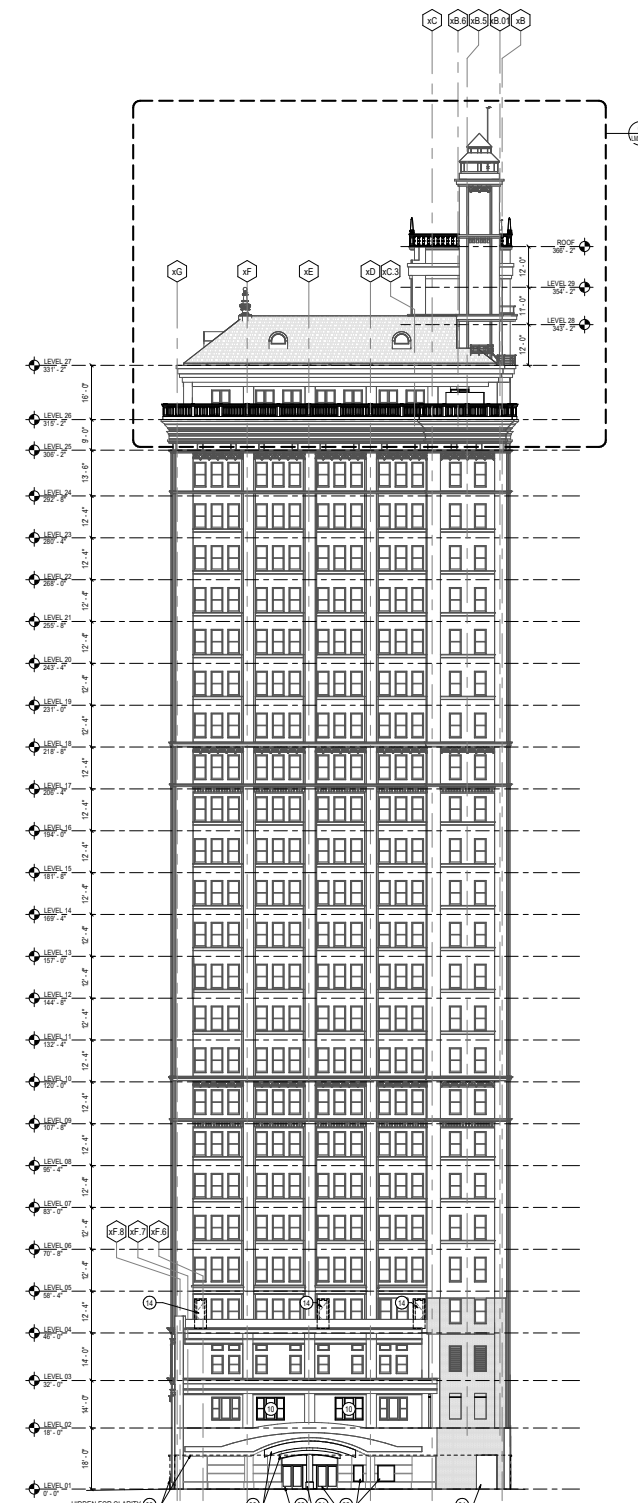 xC xB.6 xB.5 xB.01 xB
ROOF
366' - 2"
12' - 0"
LEVEL 29
354' - 2"
11' - 0"
LEVEL 28
343' - 2"
12' - 0"
xG xF xE xD xC.3
LEVEL 27
331' - 2"
16' - 0"
LEVEL 26
315' - 2"
9' - 0"
LEVEL 25
306' - 2"
13' - 6"
LEVEL 24
292' - 8"
12' - 4"
LEVEL 23
280' - 4"
12' - 4"
LEVEL 22
268' - 0"
12' - 4"
LEVEL 21
255' - 8"
12' - 4"
LEVEL 20
243' - 4"
12' - 4"
LEVEL 19
231' - 0"
12' - 4"
LEVEL 18
218' - 8"
12' - 4"
LEVEL 17
206' - 4"
12' - 4"
LEVEL 16
194' - 0"
12' - 4"
LEVEL 15
181' - 8"
12' - 4"
LEVEL 14
169' - 4"
12' - 4"
LEVEL 13
157' - 0"
12' - 4"
LEVEL 12
144' - 8"
12' - 4"
LEVEL 11
132' - 4"
12' - 4"
LEVEL 10
120' - 0"
12' - 4"
LEVEL 09
107' - 8"
12' - 4"
LEVEL 08
95' - 4"
12' - 4"
LEVEL 07
83' - 0"
12' - 4"
xF.8 xF.7 xF.6
LEVEL 06
70' - 8"
12' - 4"
LEVEL 05
58' - 4"
14 14 14
12' - 4"
LEVEL 04
46' - 0"
14' - 0"
LEVEL 03
32' - 0"
14' - 0"
10 10
LEVEL 02
18' - 0"
18' - 0"
LEVEL 01
0' - 0"
HIDDEN FOR CLARITY